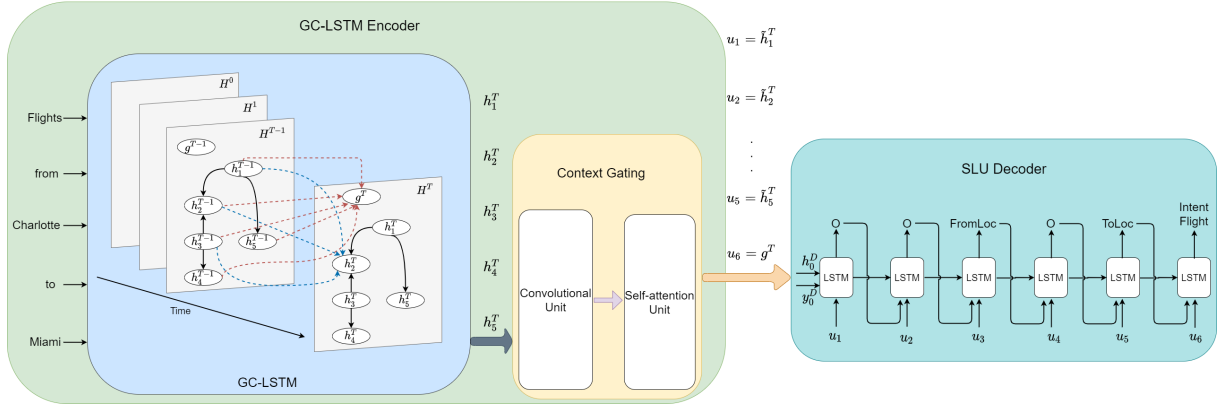 GC-LSTM Encoder
Flights
from
Charlotte
to
Miami
H^0
H^1
H^{T-1}
g^{T-1}
h_1^{T-1}
h_2^{T-1}
h_3^{T-1}
h_5^{T-1}
h_4^{T-1}
Time
H^T
g^T
h_1^T
h_2^T
h_3^T
h_5^T
h_4^T
GC-LSTM
h_1^T
h_2^T
h_3^T
h_4^T
h_5^T
Context Gating
Convolutional
Unit
Self-attention
Unit
u_1 = \tilde{h}_1^T
u_2 = \tilde{h}_2^T
.
.
.
u_5 = \tilde{h}_5^T
u_6 = g^T
SLU Decoder
Intent
Flight
O O FromLoc O ToLoc
h_0^D
y_0^D
LSTM LSTM LSTM LSTM LSTM LSTM
u_1 u_2 u_3 u_4 u_5 u_6